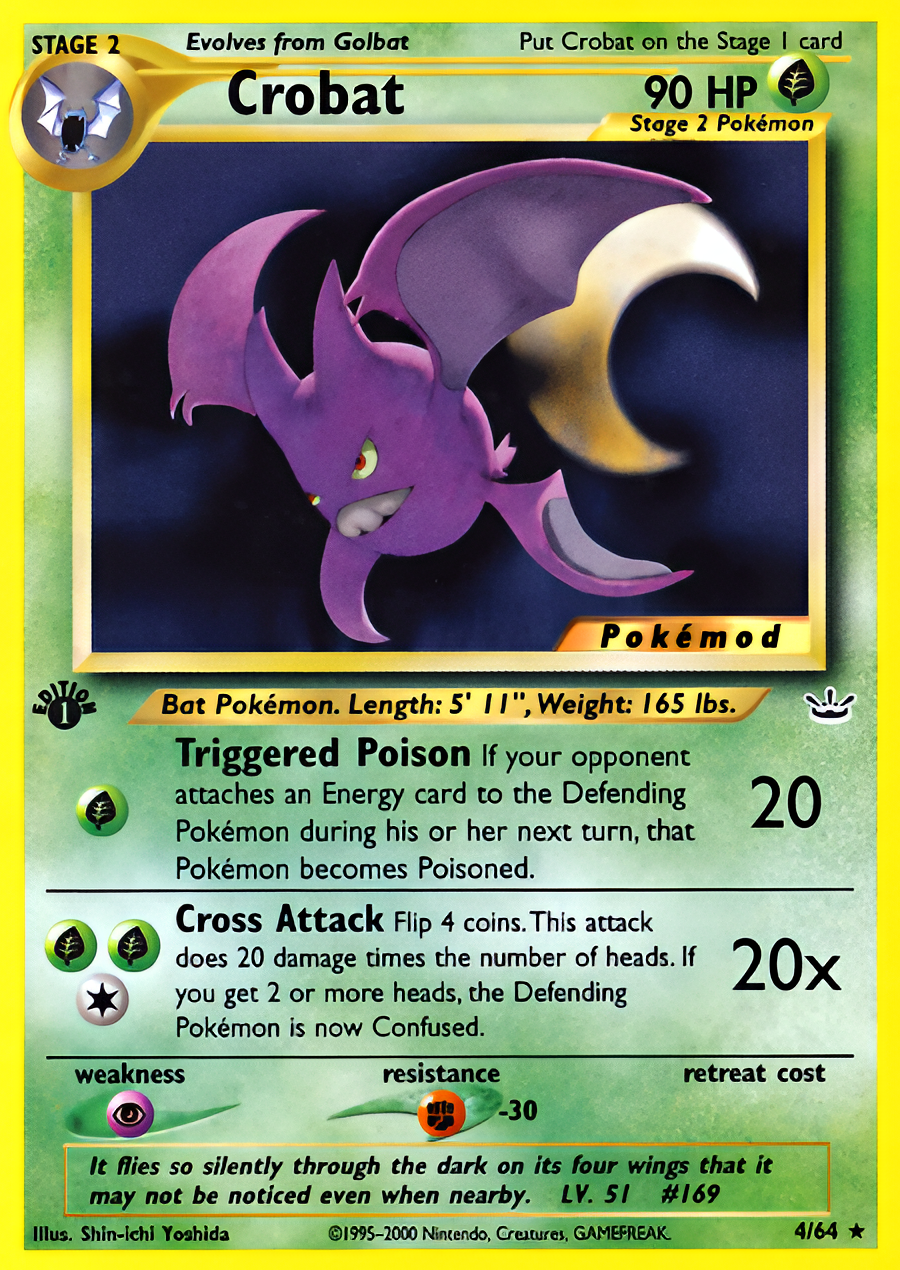 STAGE 2 Evolves from Golbat Put Crobat on the Stage 1 card
Crobat 90 HP
Stage 2 Pokémon
Pokémod
EDITION
1
Bat Pokémon. Length: 5' 11", Weight: 165 lbs.
Triggered Poison If your opponent
attaches an Energy card to the Defending
Pokémon during his or her next turn, that
Pokémon becomes Poisoned.
20
Cross Attack Flip 4 coins. This attack
does 20 damage times the number of heads. If
you get 2 or more heads, the Defending
Pokémon is now Confused.
20x
weakness resistance retreat cost
-30
It flies so silently through the dark on its four wings that it
may not be noticed even when nearby. LV. 51 #169
Illus. Shin-ichi Yoshida ©1995-2000 Nintendo, Creatures, GAMEFREAK. 4/64 ★